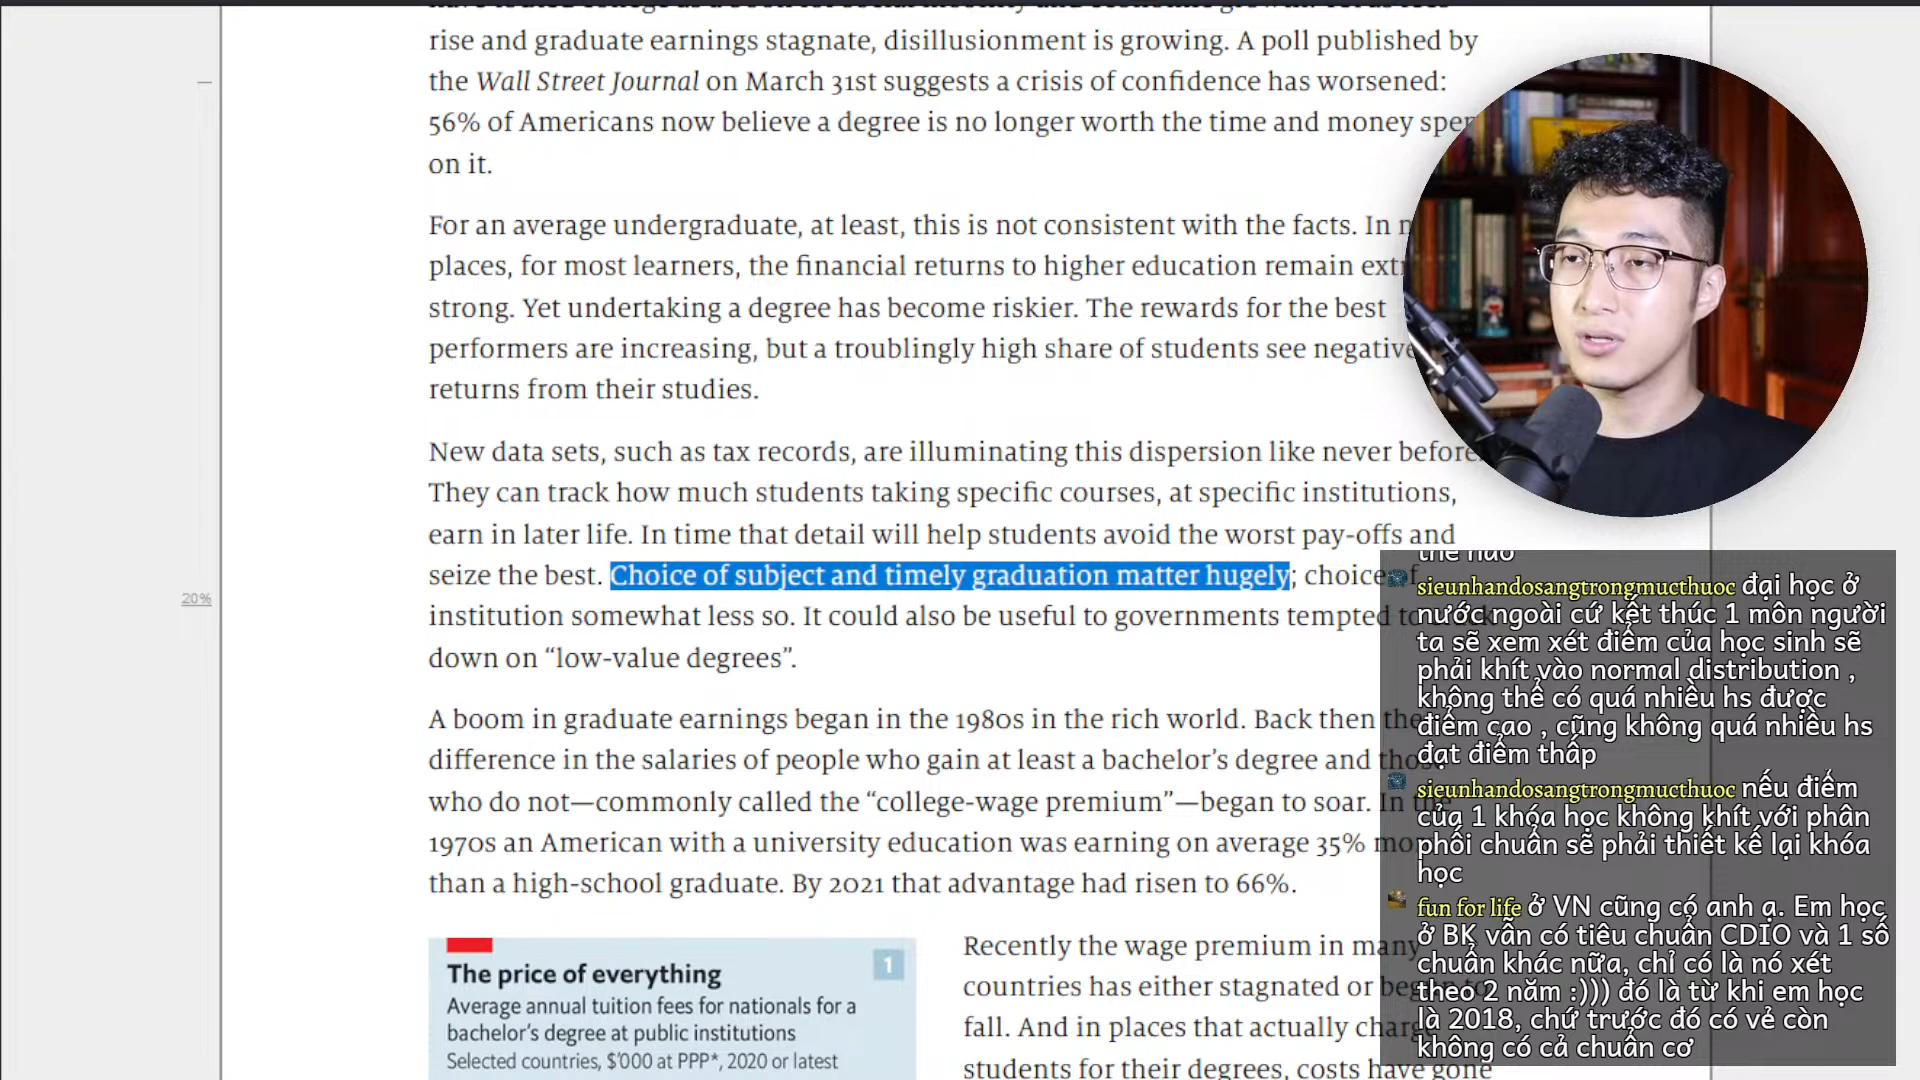 rise and graduate earnings stagnate, disillusionment is growing. A poll published by
the Wall Street Journal on March 31st suggests a crisis of confidence has worsened:
56% of Americans now believe a degree is no longer worth the time and money
on it.
For an average undergraduate, at least, this is not consistent with the facts. In
places, for most learners, the financial returns to higher education remain
strong. Yet undertaking a degree has become riskier. The rewards for the best
performers are increasing, but a troublingly high share of students see negative
returns from their studies.
New data sets, such as tax records, are illuminating this dispersion like never before.
They can track how much students taking specific courses, at specific institutions,
earn in later life. In time that detail will help students avoid the worst pay-offs and
seize the best. Choice of subject and timely graduation matter hugely; choice of
institution somewhat less so. It could also be useful to governments tempted to
down on “low-value degrees”.
A boom in graduate earnings began in the 1980s in the rich world. Back then the
difference in the salaries of people who gain at least a bachelor’s degree and those
who do not—commonly called the “college-wage premium”—began to soar. In the
1970s an American with a university education was earning on average 35%
than a high-school graduate. By 2021 that advantage had risen to 66%.
The price of everything
1
Average annual tuition fees for nationals for a
bachelor’s degree at public institutions
Selected countries, $’000 at PPP*, 2020 or latest
Recently the wage premium in many
countries has either stagnated or began to
fall. And in places that actually charge
students for their degrees, costs have gone
20%
thế nào
sieunhandosangtrongmucthuoc đại học ở
nước ngoài cứ kết thúc 1 môn người
ta sẽ xem xét điểm của học sinh sẽ
phải khít vào normal distribution ,
không thể có quá nhiều hs được
điểm cao , cũng không quá nhiều hs
đạt điểm thấp
sieunhandosangtrongmucthuoc nếu điểm
của 1 khóa học không khít với phân
phối chuẩn sẽ phải thiết kế lại khóa
học
fun for life ở VN cũng có anh ạ. Em học
ở BK vẫn có tiêu chuẩn CDIO và 1 số
chuẩn khác nữa, chỉ có là nó xét
theo 2 năm :))) đó là từ khi em học
là 2018, chứ trước đó có vẻ còn
không có cả chuẩn cơ